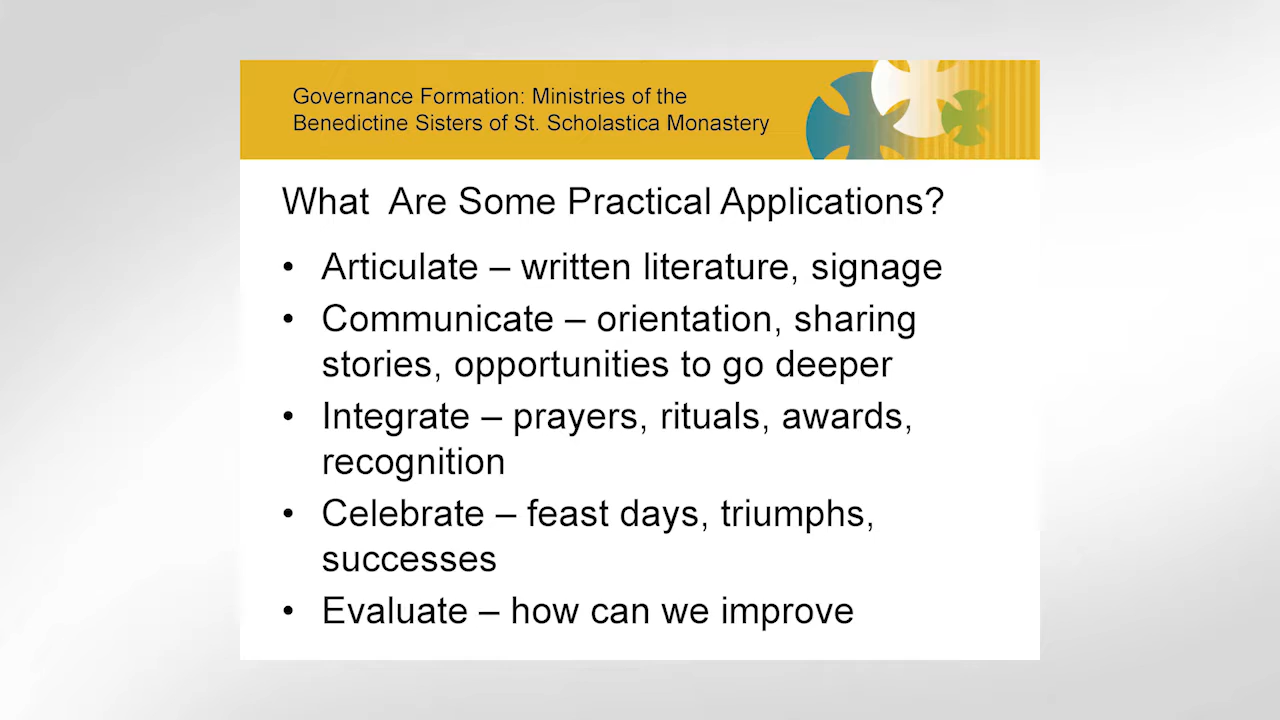 Governance Formation: Ministries of the
Benedictine Sisters of St. Scholastica Monastery
What  Are Some Practical Applications?
• Articulate – written literature, signage
• Communicate – orientation, sharing
stories, opportunities to go deeper
• Integrate – prayers, rituals, awards,
recognition
• Celebrate – feast days, triumphs,
successes
• Evaluate – how can we improve